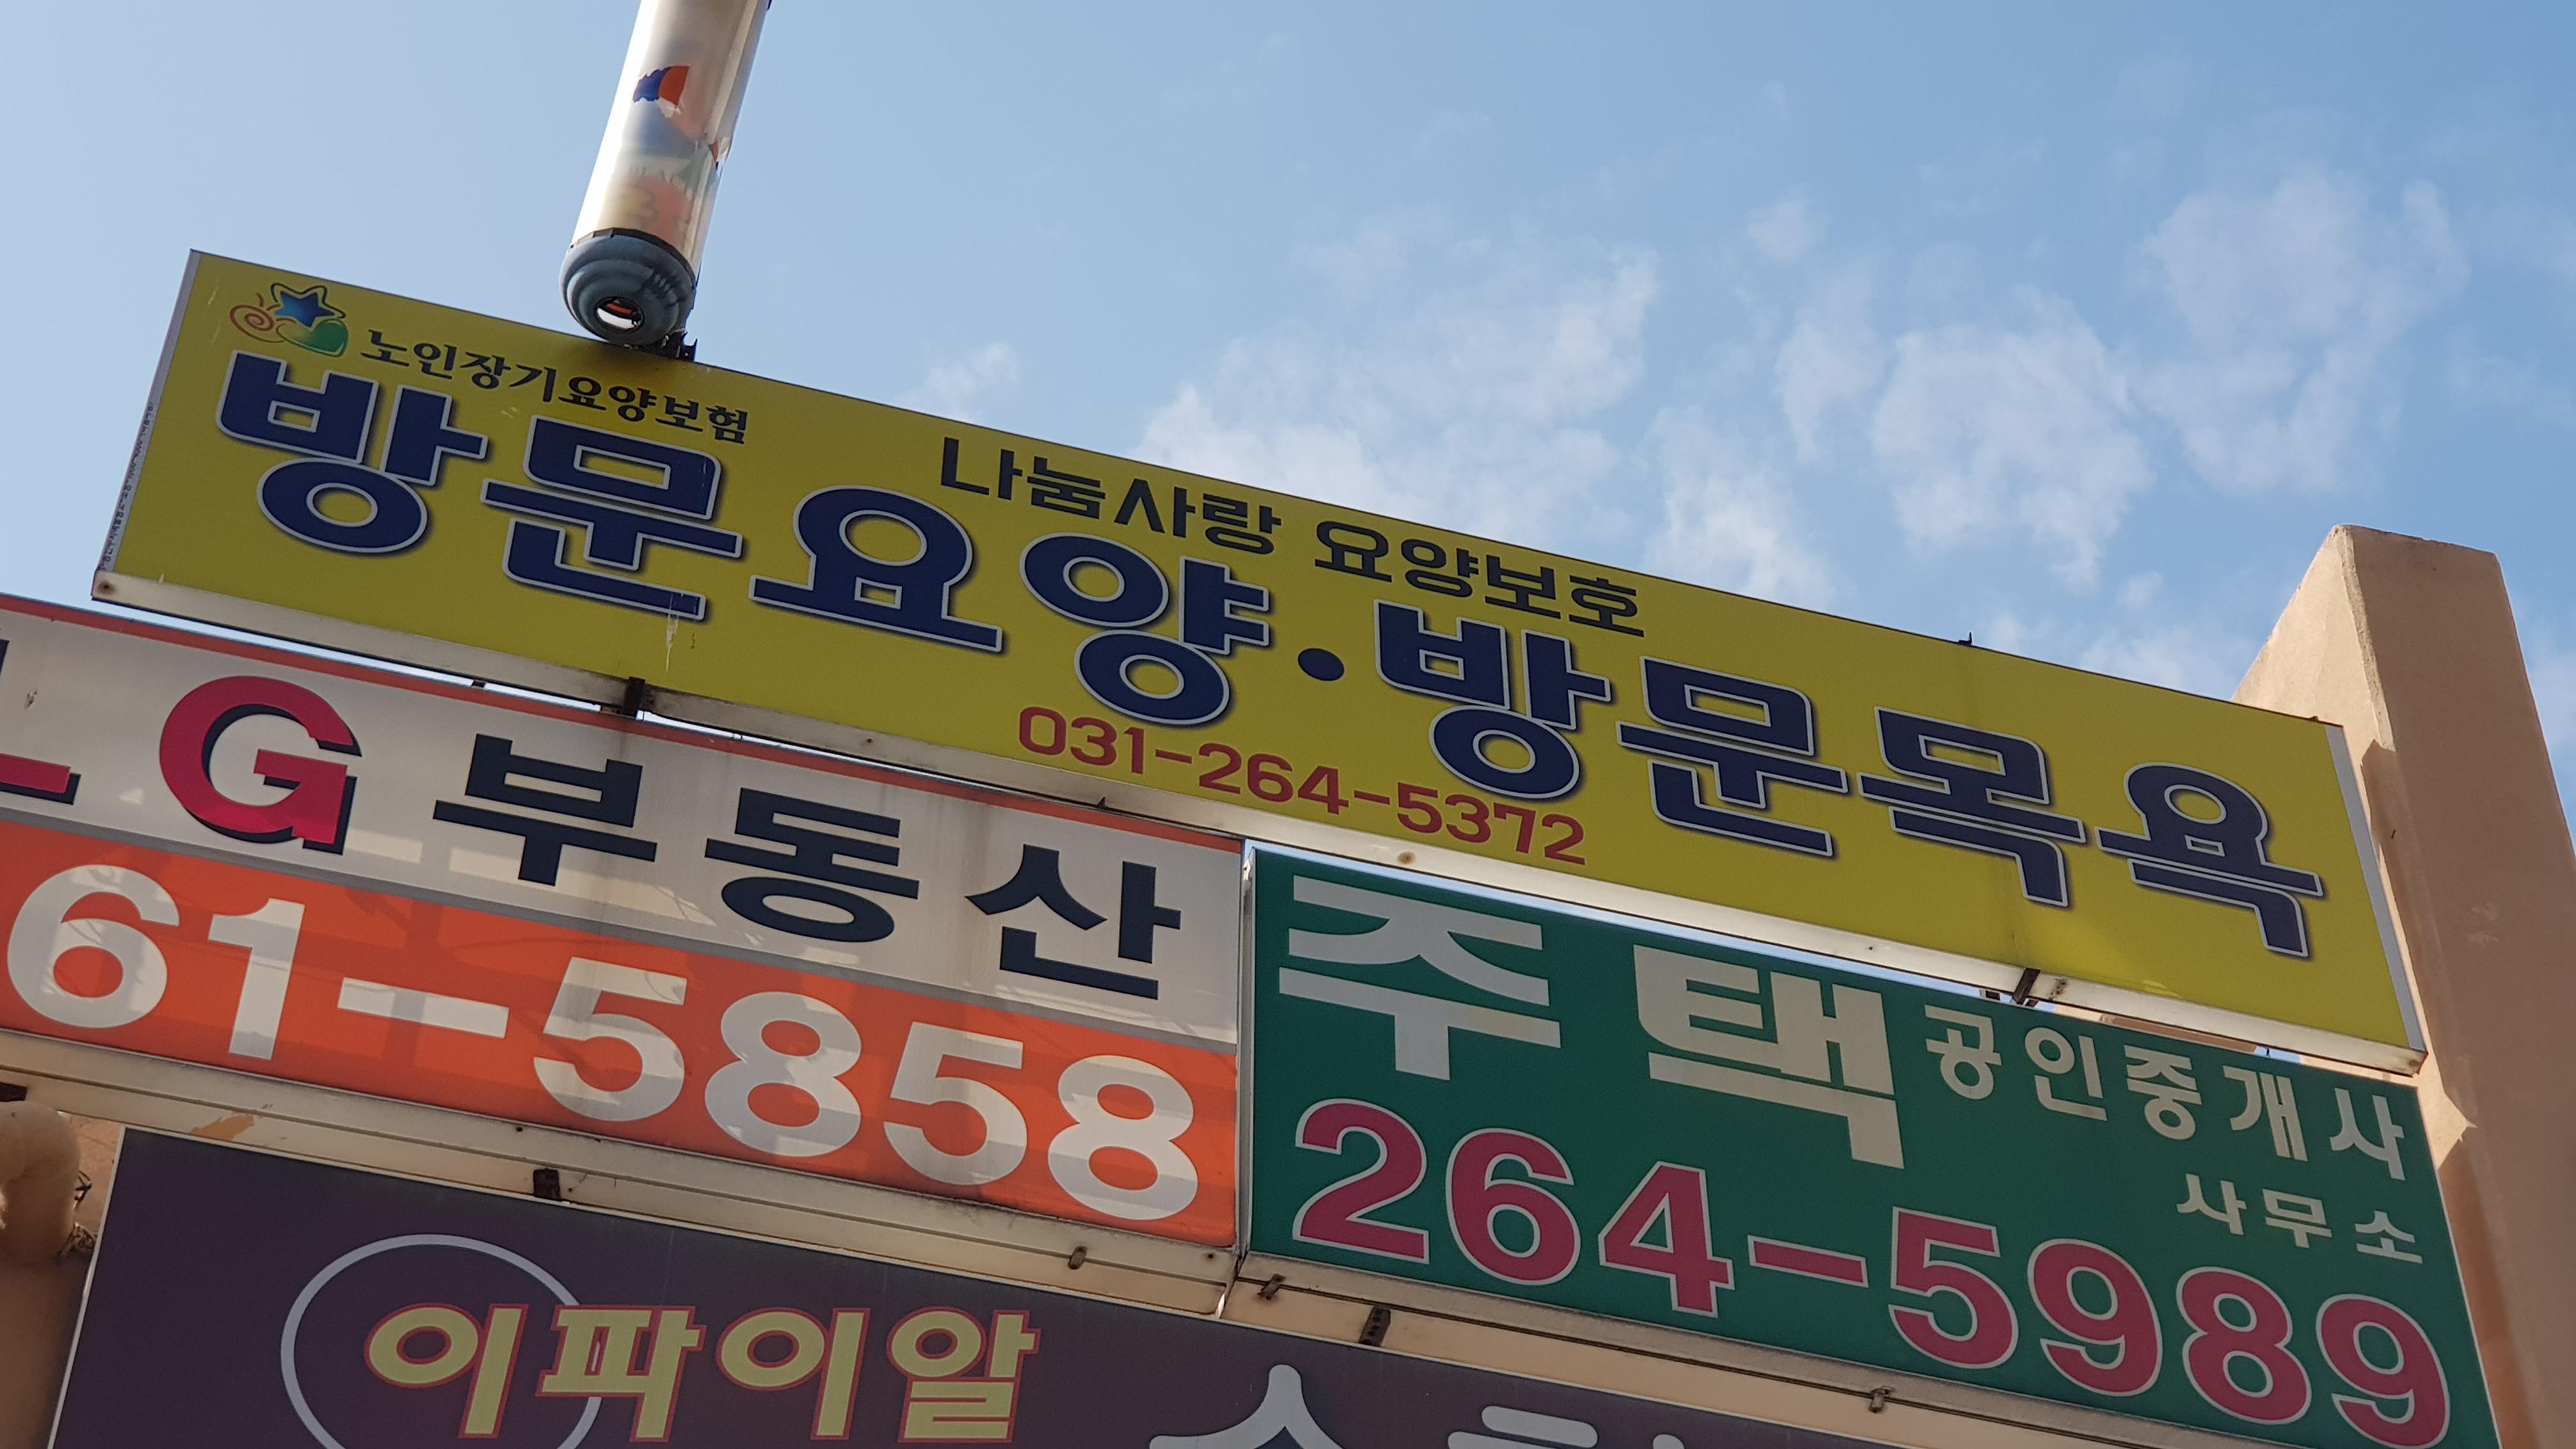 노인장기요양보험
나눔사랑 요양보호
방문요양·방문목욕
031-264-5372
LG부동산
61-5858
주택 공인중개사
사무소
264-5989
이파이알